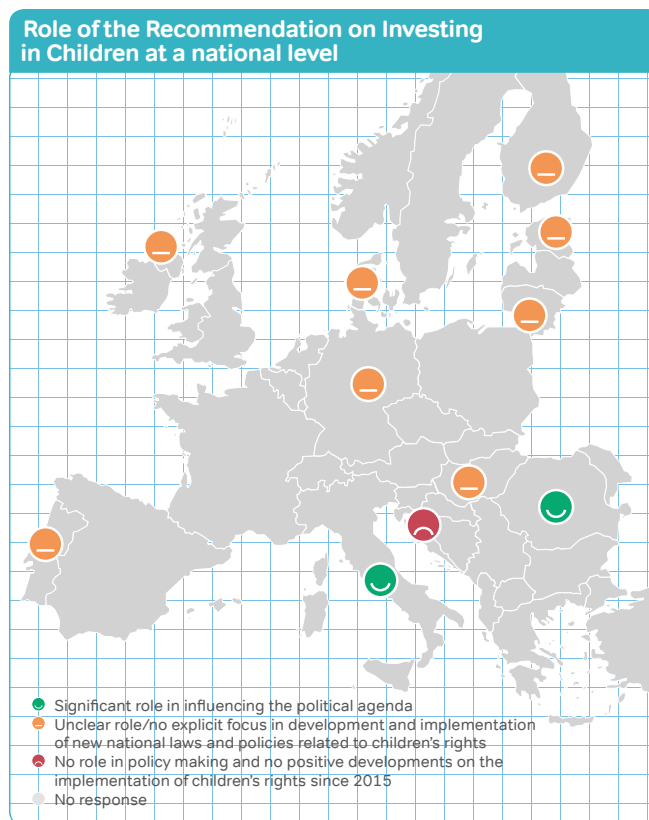 Role of the Recommendation on Investing
in Children at a national level
Significant role in influencing the political agenda
Unclear role/no explicit focus in development and implementation
of new national laws and policies related to children's rights
No role in policy making and no positive developments on the
implementation of children's rights since 2015
No response